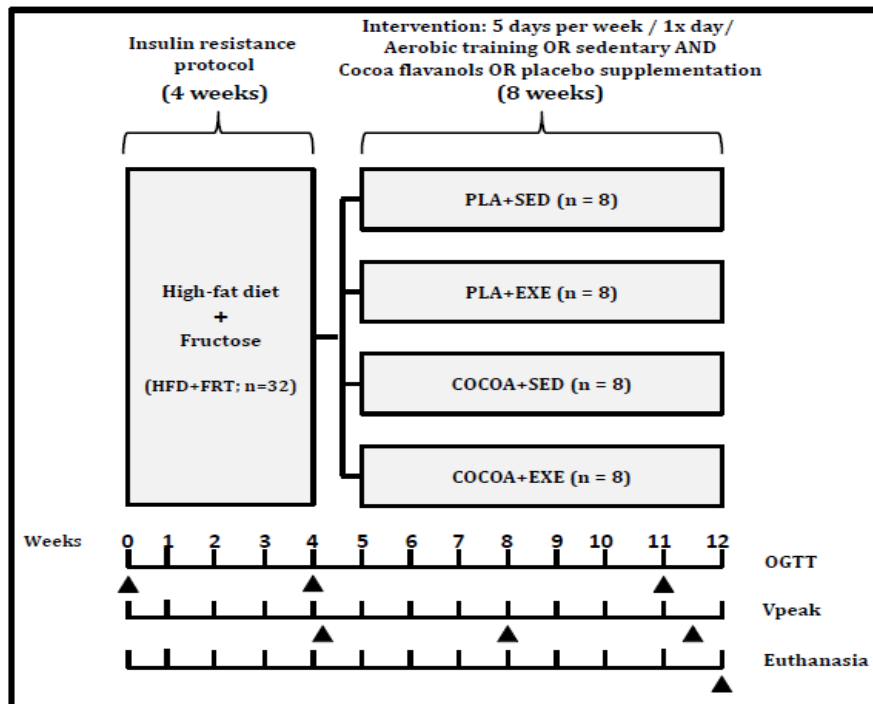 Insulin resistance
protocol
(4 weeks)
Intervention: 5 days per week / 1x day/
Aerobic training OR sedentary AND
Cocoa flavanols OR placebo supplementation
(8 weeks)
High-fat diet
+
Fructose
(HFD+FRT; n=32)
PLA+SED (n = 8)
PLA+EXE (n = 8)
COCOA+SED (n = 8)
COCOA+EXE (n = 8)
Weeks 0 1 2 3 4 5 6 7 8 9 10 11 12
OGTT
Vpeak
Euthanasia